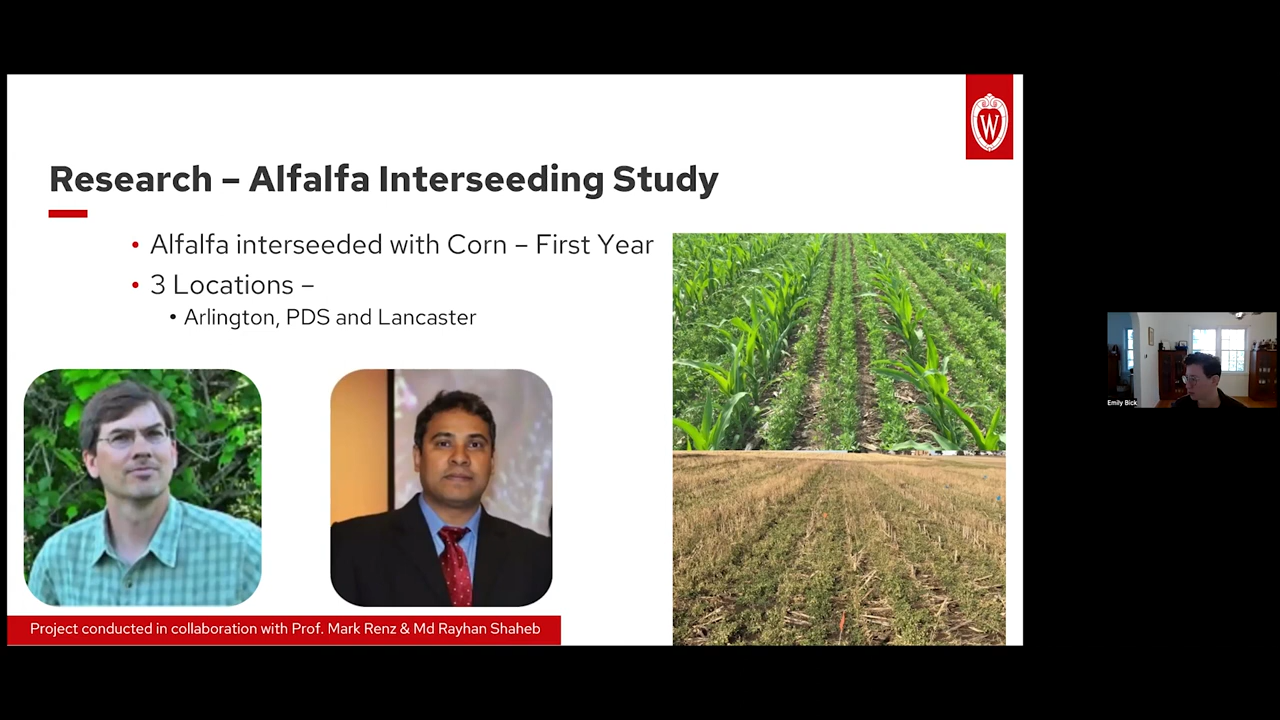 W
Research – Alfalfa Interseeding Study
• Alfalfa interseeded with Corn – First Year
• 3 Locations –
• Arlington, PDS and Lancaster
Project conducted in collaboration with Prof. Mark Renz & Md Rayhan Shaheb
Emily Bick